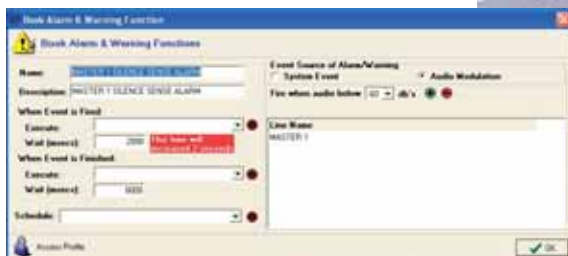 Book Alarm & Warning Function
Book Alarm & Warning Functions
Name: MASTER 1 SILENCE SENSE ALARM
Description: MASTER 1 SILENCE SENSE ALARM
When Event is Fired:
Execute:
Wait (msecs): 2000 This time will
When Event is Finished:
Execute:
Wait (msecs):
Schedule:
Access Profile
Event Source of Alarm/Warning
System Event Audio Modulation
Fire when audio below db's
Line Name
MASTER 1
OK